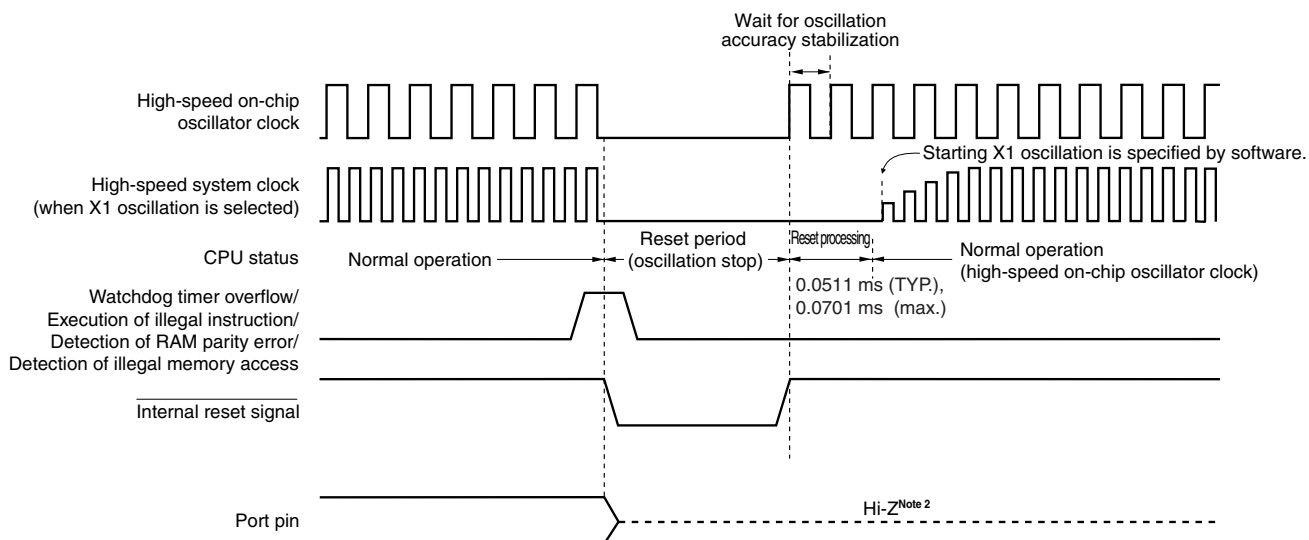 Wait for oscillation
accuracy stabilization
High-speed on-chip
oscillator clock
Starting X1 oscillation is specified by software.
High-speed system clock
(when X1 oscillation is selected)
CPU status
Normal operation
Reset period
(oscillation stop)
Reset processing
Normal operation
(high-speed on-chip oscillator clock)
0.0511 ms (TYP.),
0.0701 ms (max.)
Watchdog timer overflow/
Execution of illegal instruction/
Detection of RAM parity error/
Detection of illegal memory access
Internal reset signal
Port pin
Hi-Z Note 2